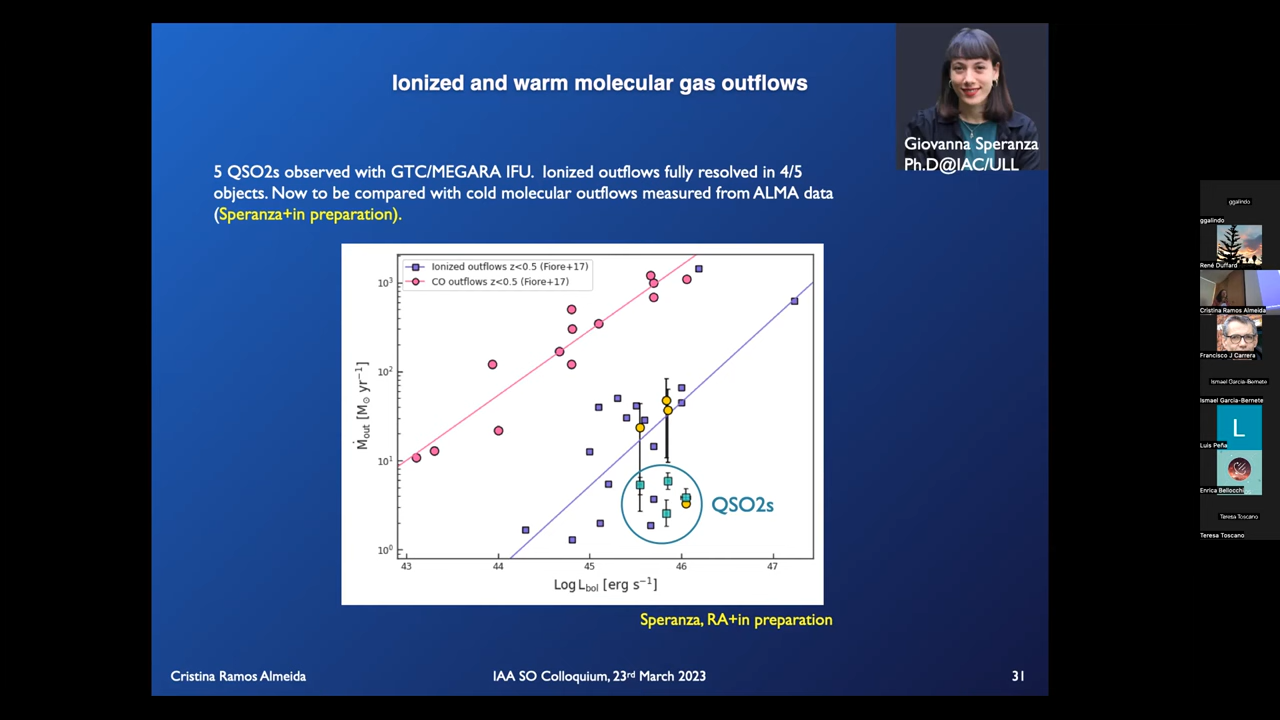 Ionized and warm molecular gas outflows
Giovanna Speranza
Ph.D@IAC/ULL
5 QSO2s observed with GTC/MEGARA IFU. Ionized outflows fully resolved in 4/5
objects. Now to be compared with cold molecular outflows measured from ALMA data
(Speranza+in preparation).
Ionized outflows z<0.5 (Fiore+17)
CO outflows z<0.5 (Fiore+17)
10³
10²
10¹
10⁰
Ṁout [M⊙ yr⁻¹]
QSO2s
43 44 45 46 47
Log Lbol [erg s⁻¹]
Speranza, RA+in preparation
Cristina Ramos Almeida
IAA SO Colloquium, 23rd March 2023
31
ggalindo
ggalindo
René Duffard
Cristina Ramos Almeida
Francisco J Carrera
Ismael Garcia-Bernete
Ismael Garcia-Bernete
L
Luis Peña
Enrica Bellocchi
Teresa Toscano
Teresa Toscano